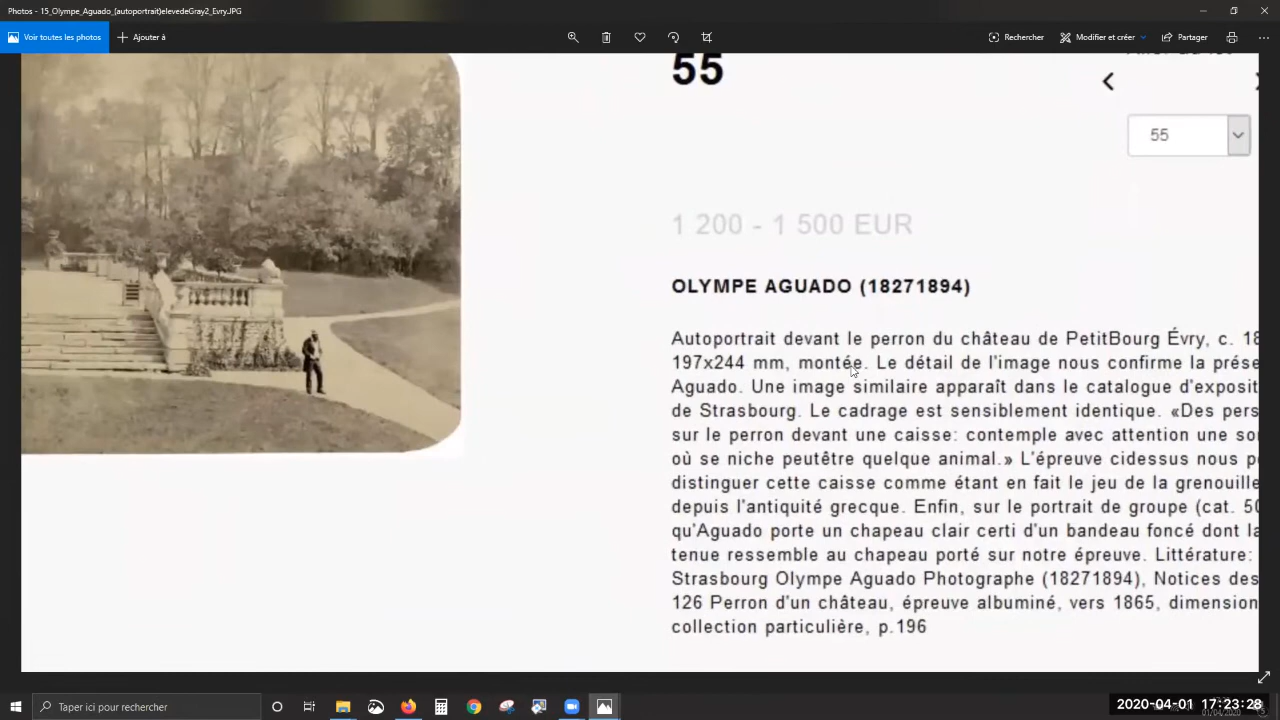 Photos - 15_Olympe_Aguado_(autoportrait)elevedeGray2_Evry.JPG
Voir toutes les photos
Ajouter à
Rechercher
Modifier et créer
Partager
55
55
1 200 - 1 500 EUR
OLYMPE AGUADO (18271894)
Autoportrait devant le perron du château de PetitBourg Évry, c. 18
197x244 mm, montée. Le détail de l'image nous confirme la prése
Aguado. Une image similaire apparaît dans le catalogue d'exposit
de Strasbourg. Le cadrage est sensiblement identique. «Des pers
sur le perron devant une caisse: contemple avec attention une so
où se niche peutêtre quelque animal.» L'épreuve cidessus nous p
distinguer cette caisse comme étant en fait le jeu de la grenouille
depuis l'antiquité grecque. Enfin, sur le portrait de groupe (cat. 50
qu'Aguado porte un chapeau clair certi d'un bandeau foncé dont la
tenue ressemble au chapeau porté sur notre épreuve. Littérature:
Strasbourg Olympe Aguado Photographe (18271894), Notices des
126 Perron d'un château, épreuve albuminé, vers 1865, dimension
collection particulière, p.196
Taper ici pour rechercher
2020-04-01 17:23:28
01/04/2020